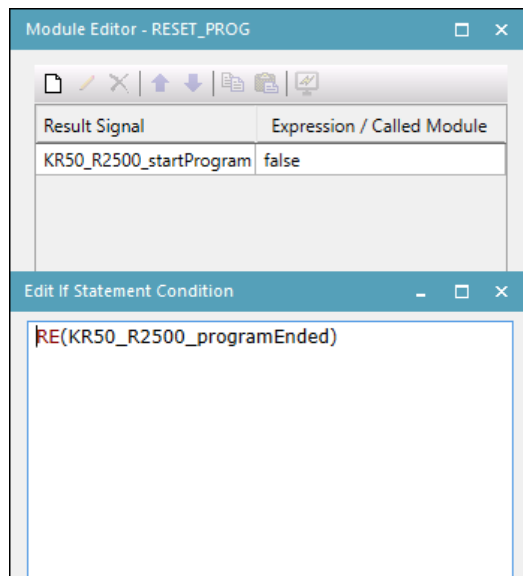 Module Editor - RESET_PROG
Result Signal Expression / Called Module
KR50_R2500_startProgram false
Edit If Statement Condition
RE(KR50_R2500_programEnded)